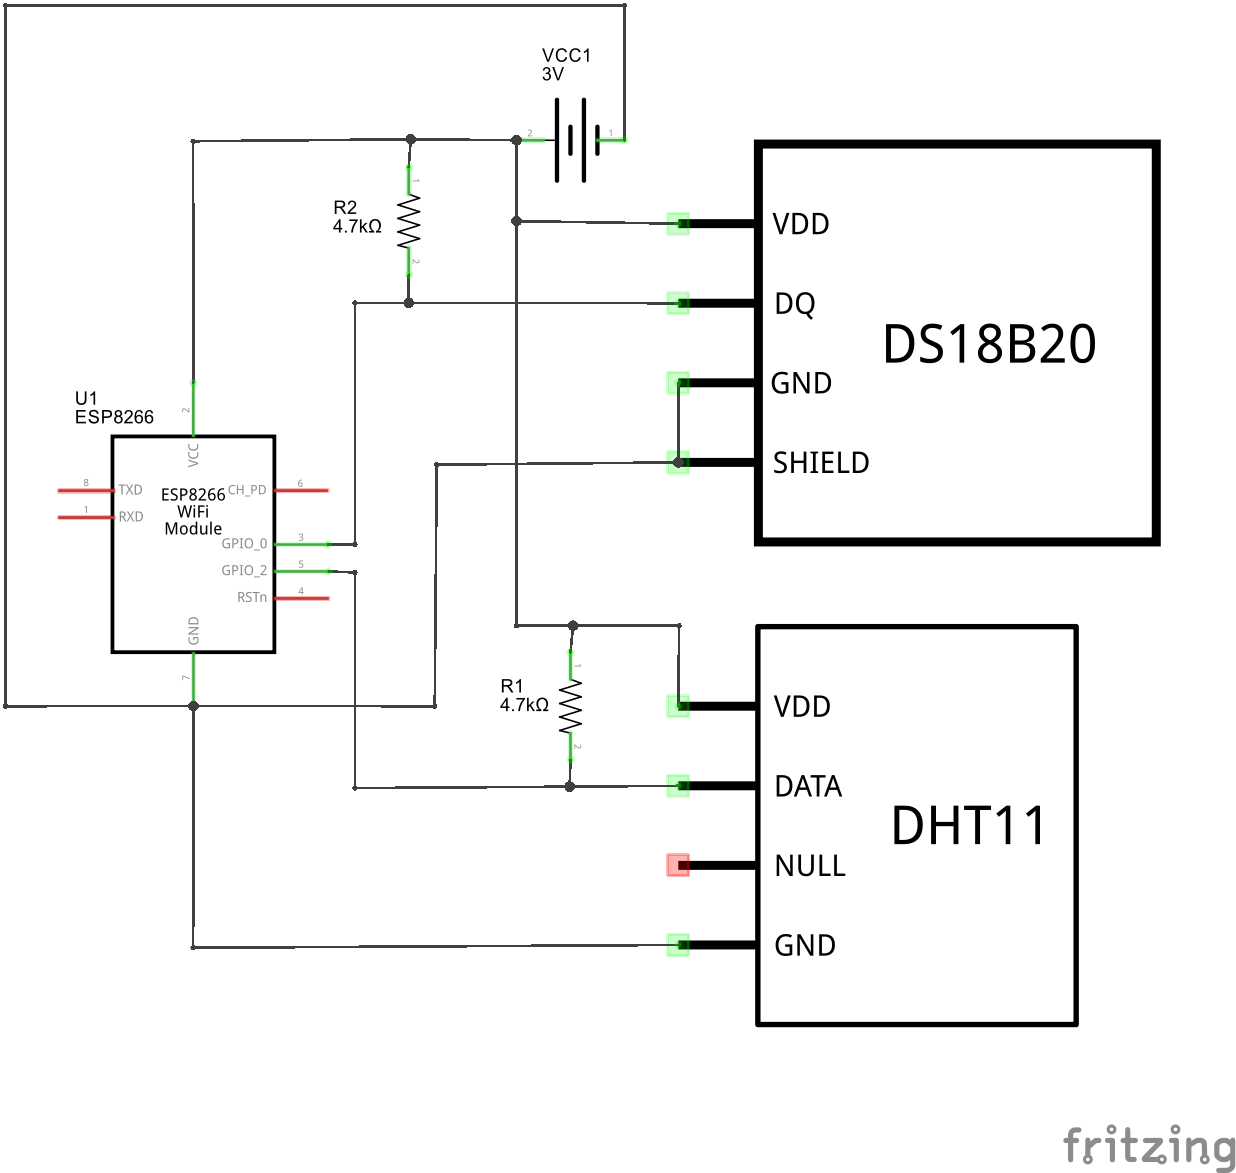 VCC1
3V
2
1
R2
4.7kΩ
1
2
VDD
DQ
GND
SHIELD
DS18B20
U1
ESP8266
2
VCC
8
TXD
1
RXD
ESP8266
WiFi
Module
CH_PD
6
GPIO_0
3
GPIO_2
5
RSTn
4
GND
7
R1
4.7kΩ
1
2
VDD
DATA
NULL
GND
DHT11
fritzing